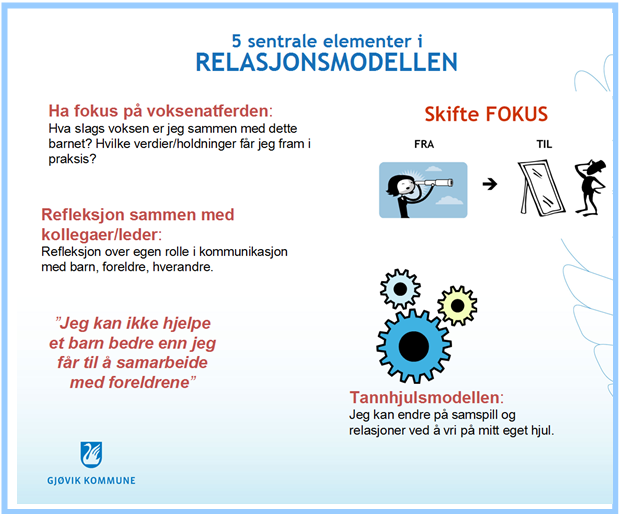 5 sentrale elementer i
RELASJONSMODELLEN
Ha fokus på voksenatferden:
Hva slags voksen er jeg sammen med dette
barnet? Hvilke verdier/holdninger får jeg fram i
praksis?
Skifte FOKUS
FRA
TIL
Refleksjon sammen med
kollegaer/leder:
Refleksjon over egen rolle i kommunikasjon
med barn, foreldre, hverandre.
”Jeg kan ikke hjelpe
et barn bedre enn jeg
får til å samarbeide
med foreldrene”
Tannhjulsmodellen:
Jeg kan endre på samspill og
relasjoner ved å vri på mitt eget hjul.
GJØVIK KOMMUNE